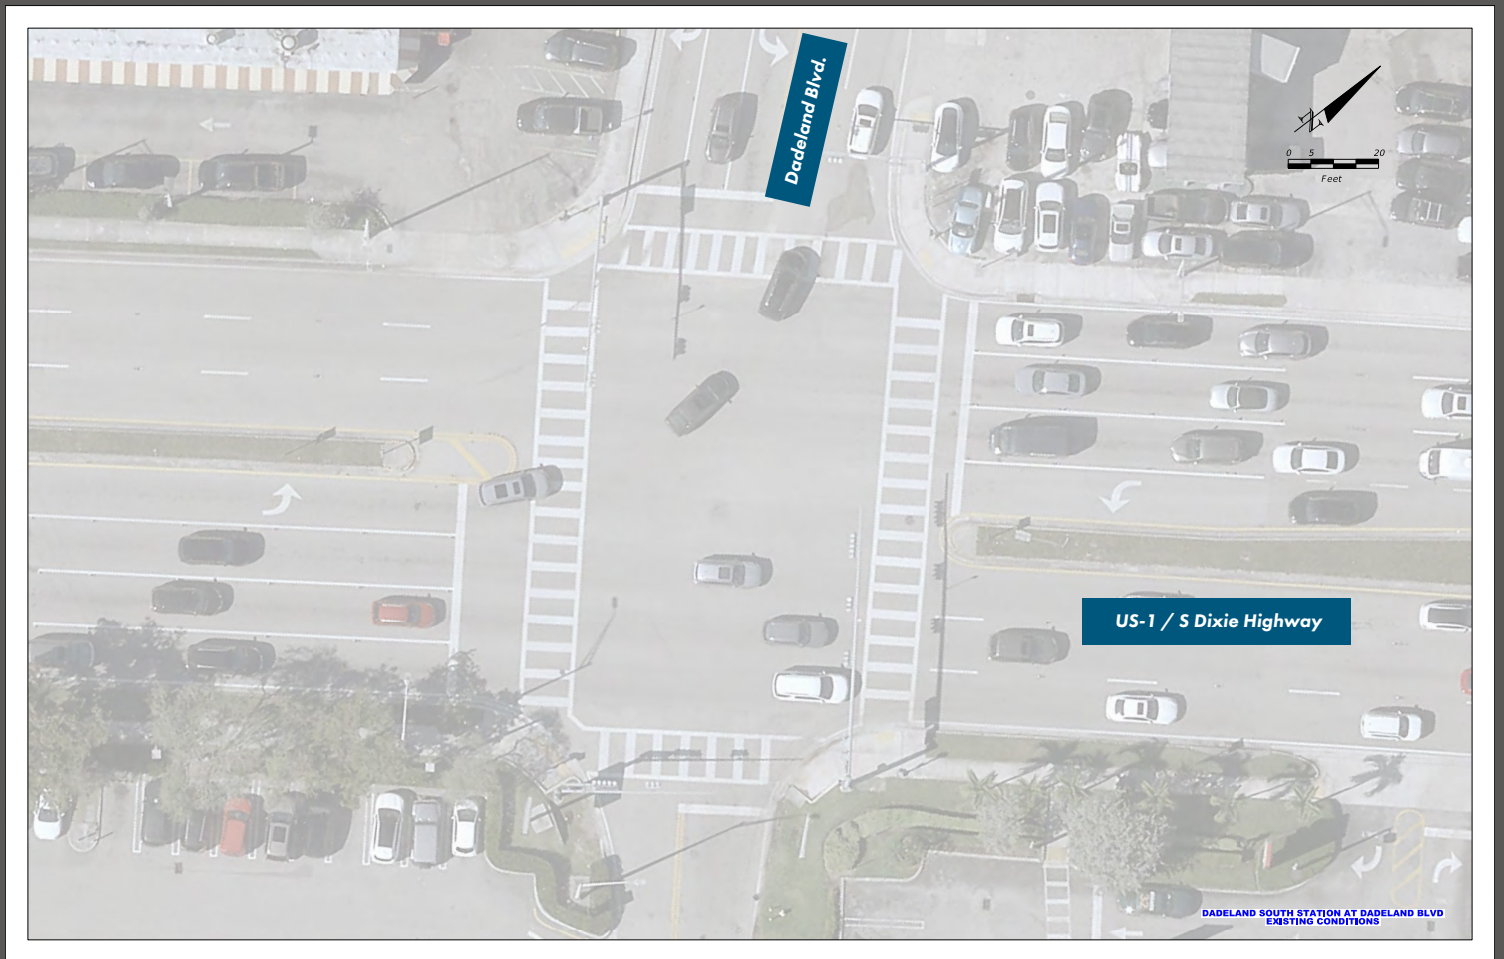 Dadeland Blvd.
N
0 5 20
Feet
US-1 / S Dixie Highway
DADELAND SOUTH STATION AT DADELAND BLVD
EXISTING CONDITIONS